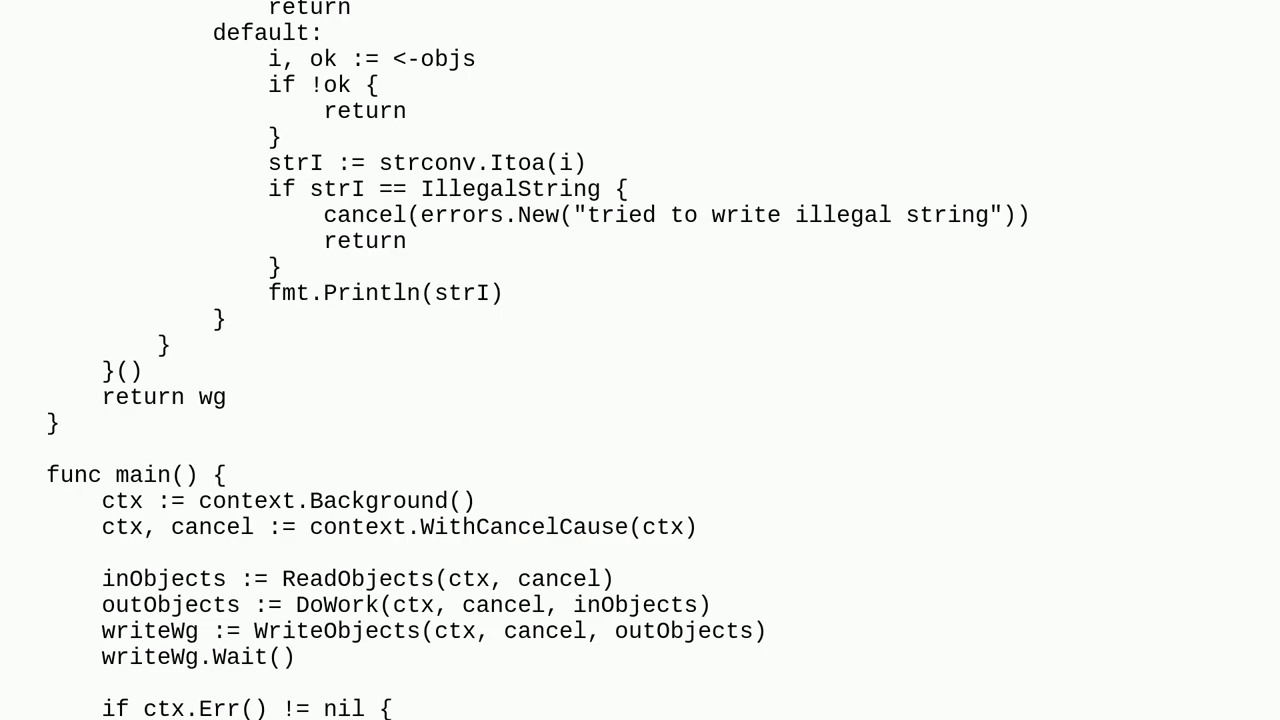 return
default:
i, ok := <-objs
if !ok {
return
}
strI := strconv.Itoa(i)
if strI == IllegalString {
cancel(errors.New("tried to write illegal string"))
return
}
fmt.Println(strI)
}
}
}()
return wg
}
func main() {
ctx := context.Background()
ctx, cancel := context.WithCancelCause(ctx)
inObjects := ReadObjects(ctx, cancel)
outObjects := DoWork(ctx, cancel, inObjects)
writeWg := WriteObjects(ctx, cancel, outObjects)
writeWg.Wait()
if ctx.Err() != nil {